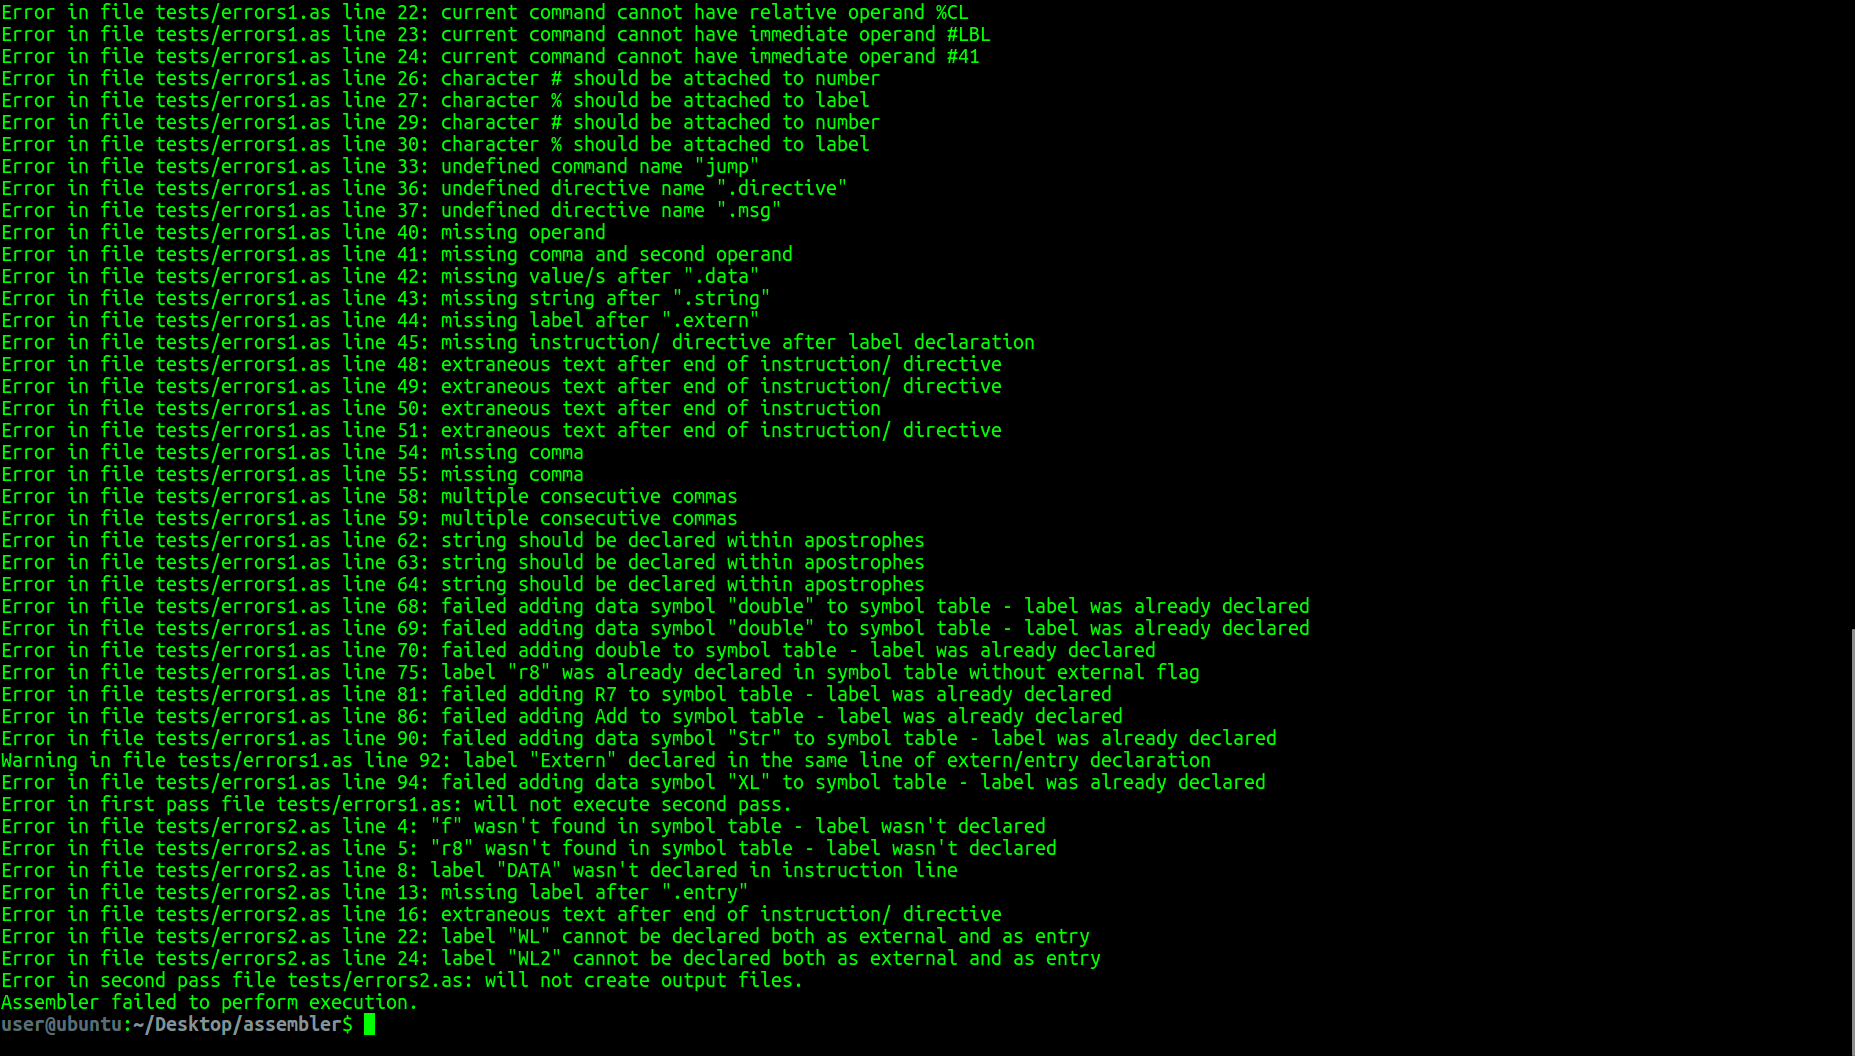 Error in file tests/errors1.as line 22: current command cannot have relative operand %CL
Error in file tests/errors1.as line 23: current command cannot have immediate operand #LBL
Error in file tests/errors1.as line 24: current command cannot have immediate operand #41
Error in file tests/errors1.as line 26: character # should be attached to number
Error in file tests/errors1.as line 27: character % should be attached to label
Error in file tests/errors1.as line 29: character # should be attached to number
Error in file tests/errors1.as line 30: character % should be attached to label
Error in file tests/errors1.as line 33: undefined command name "jump"
Error in file tests/errors1.as line 36: undefined directive name ".directive"
Error in file tests/errors1.as line 37: undefined directive name ".msg"
Error in file tests/errors1.as line 40: missing operand
Error in file tests/errors1.as line 41: missing comma and second operand
Error in file tests/errors1.as line 42: missing value/s after ".data"
Error in file tests/errors1.as line 43: missing string after ".string"
Error in file tests/errors1.as line 44: missing label after ".extern"
Error in file tests/errors1.as line 45: missing instruction/ directive after label declaration
Error in file tests/errors1.as line 48: extraneous text after end of instruction/ directive
Error in file tests/errors1.as line 49: extraneous text after end of instruction/ directive
Error in file tests/errors1.as line 50: extraneous text after end of instruction
Error in file tests/errors1.as line 51: extraneous text after end of instruction/ directive
Error in file tests/errors1.as line 54: missing comma
Error in file tests/errors1.as line 55: missing comma
Error in file tests/errors1.as line 58: multiple consecutive commas
Error in file tests/errors1.as line 59: multiple consecutive commas
Error in file tests/errors1.as line 62: string should be declared within apostrophes
Error in file tests/errors1.as line 63: string should be declared within apostrophes
Error in file tests/errors1.as line 64: string should be declared within apostrophes
Error in file tests/errors1.as line 68: failed adding data symbol "double" to symbol table - label was already declared
Error in file tests/errors1.as line 69: failed adding data symbol "double" to symbol table - label was already declared
Error in file tests/errors1.as line 70: failed adding double to symbol table - label was already declared
Error in file tests/errors1.as line 75: label "r8" was already declared in symbol table without external flag
Error in file tests/errors1.as line 81: failed adding R7 to symbol table - label was already declared
Error in file tests/errors1.as line 86: failed adding Add to symbol table - label was already declared
Error in file tests/errors1.as line 90: failed adding data symbol "Str" to symbol table - label was already declared
Warning in file tests/errors1.as line 92: label "Extern" declared in the same line of extern/entry declaration
Error in file tests/errors1.as line 94: failed adding data symbol "XL" to symbol table - label was already declared
Error in first pass file tests/errors1.as: will not execute second pass.
Error in file tests/errors2.as line 4: "f" wasn't found in symbol table - label wasn't declared
Error in file tests/errors2.as line 5: "r8" wasn't found in symbol table - label wasn't declared
Error in file tests/errors2.as line 8: label "DATA" wasn't declared in instruction line
Error in file tests/errors2.as line 13: missing label after ".entry"
Error in file tests/errors2.as line 16: extraneous text after end of instruction/ directive
Error in file tests/errors2.as line 22: label "WL" cannot be declared both as external and as entry
Error in file tests/errors2.as line 24: label "WL2" cannot be declared both as external and as entry
Error in second pass file tests/errors2.as: will not create output files.
Assembler failed to perform execution.
user@ubuntu:~/Desktop/assembler$